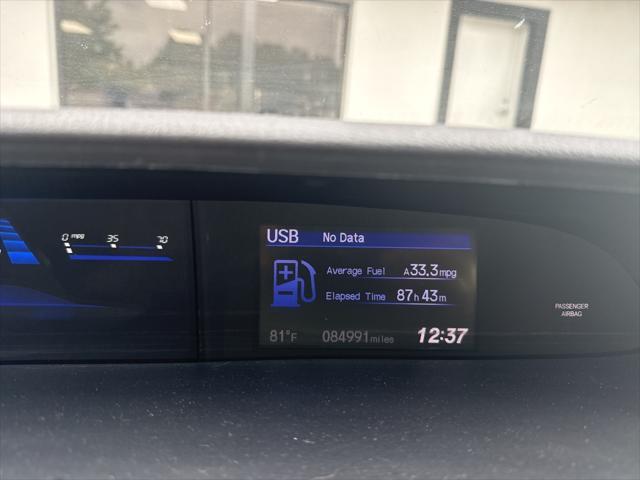 0 mpg 35 70
USB No Data
Average Fuel A33.3mpg
Elapsed Time 87h 43m
81°F 084991miles 12:37
PASSENGER
AIRBAG